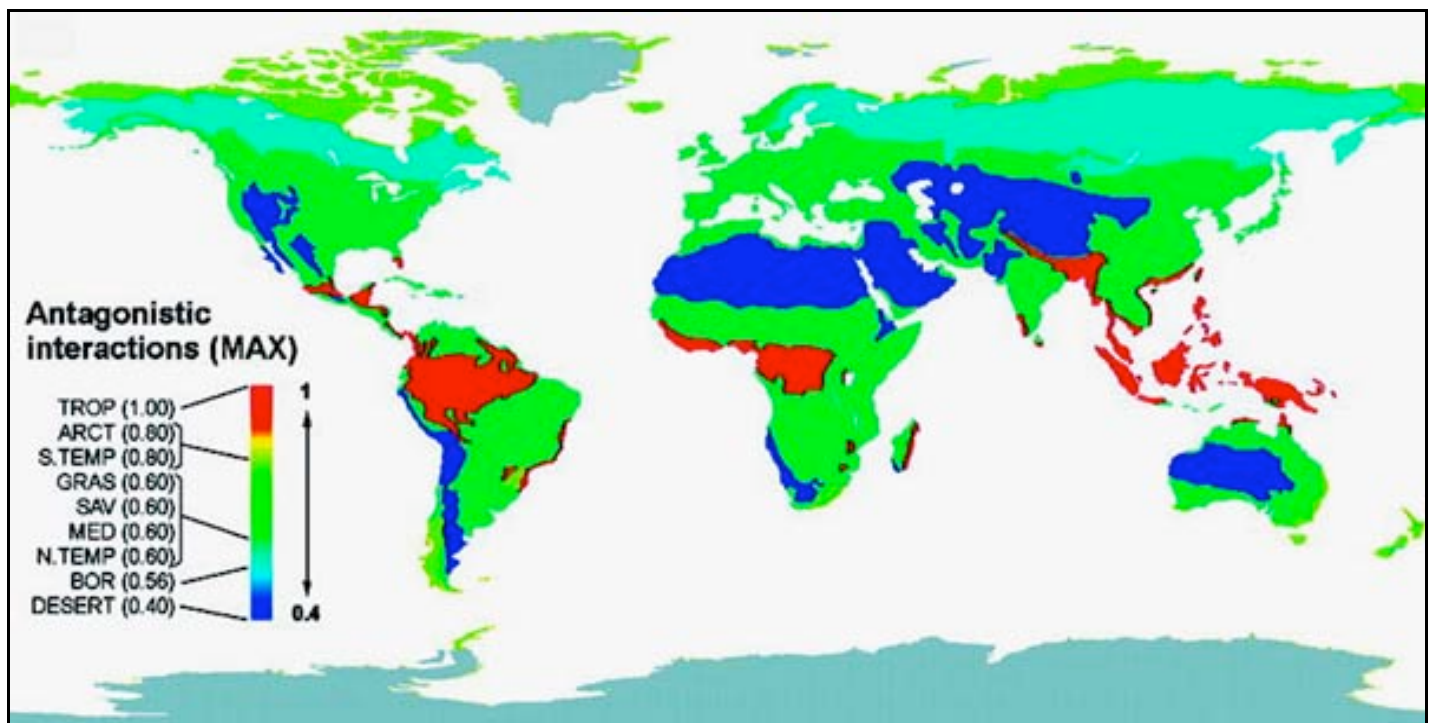 Antagonistic
interactions (MAX)
TROP (1.00)
ARCT (0.80)
S.TEMP (0.80)
GRAS (0.60)
SAV (0.60)
MED (0.60)
N.TEMP (0.60)
BOR (0.56)
DESERT (0.40)
1
0.4